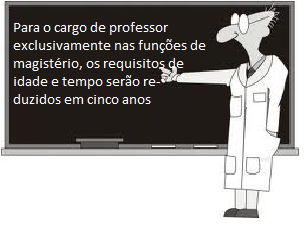 Para o cargo de professor
exclusivamente nas funções de
magistério, os requisitos de
idade e tempo serão re-
duzidos em cinco anos